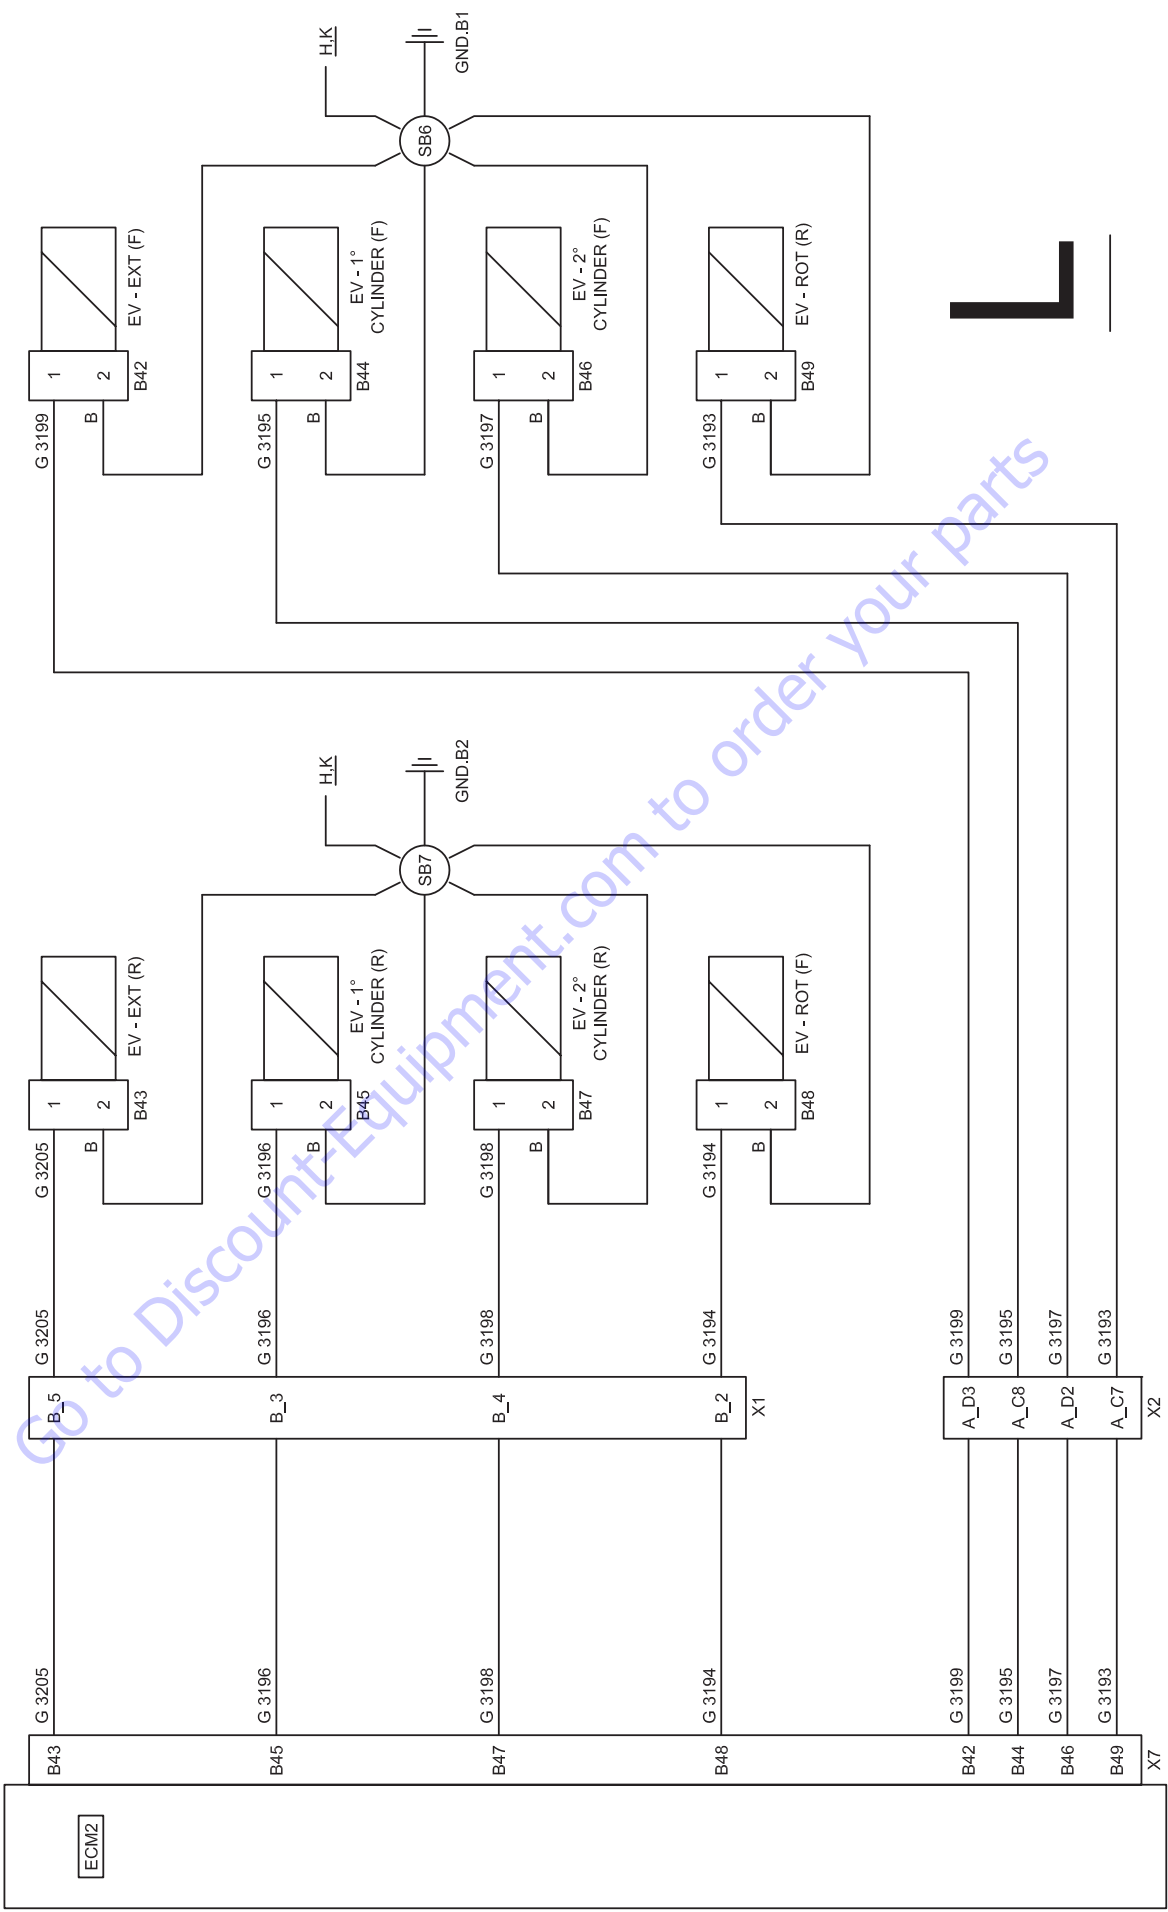 ECM2
B43
B45
B47
B48
B42
B44
B46
B49
X7
G 3205
G 3196
G 3198
G 3194
G 3199
G 3195
G 3197
G 3193
B_5
B_3
B_4
B_2
X1
A_D3
A_C8
A_D2
A_C7
X2
G 3205
G 3196
G 3198
G 3194
G 3199
G 3195
G 3197
G 3193
G 3205
B
1
2
B43
EV - EXT (R)
G 3196
B
1
2
B45
EV - 1°
CYLINDER (R)
G 3198
B
1
2
B47
EV - 2°
CYLINDER (R)
G 3194
B
1
2
B48
EV - ROT (F)
SB7
H,K
GND.B2
G 3199
B
1
2
B42
EV - EXT (F)
G 3195
B
1
2
B44
EV - 1°
CYLINDER (F)
G 3197
B
1
2
B46
EV - 2°
CYLINDER (F)
G 3193
B
1
2
B49
EV - ROT (R)
SB6
H,K
GND.B1
L
Go to Discount-Equipment.com to order your parts